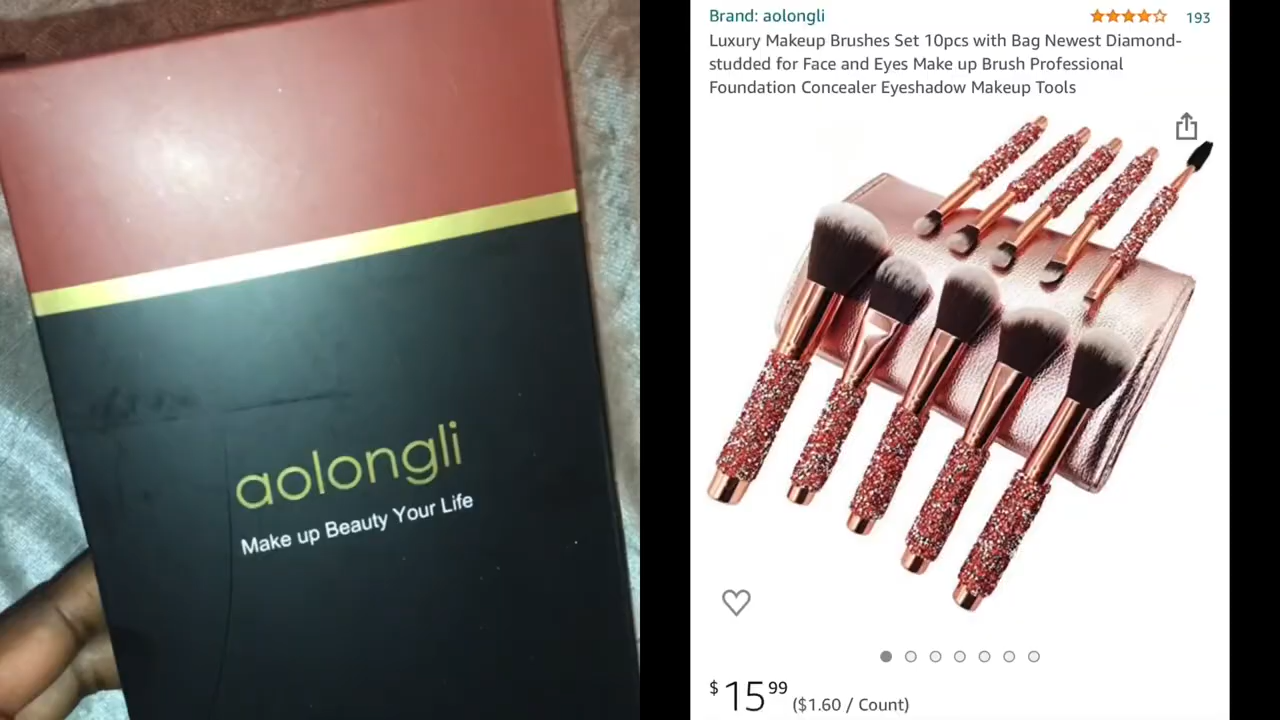 aolongli
Make up Beauty Your Life
Brand: aolongli
193
Luxury Makeup Brushes Set 10pcs with Bag Newest Diamond-
studded for Face and Eyes Make up Brush Professional
Foundation Concealer Eyeshadow Makeup Tools
$15.99 ($1.60 / Count)